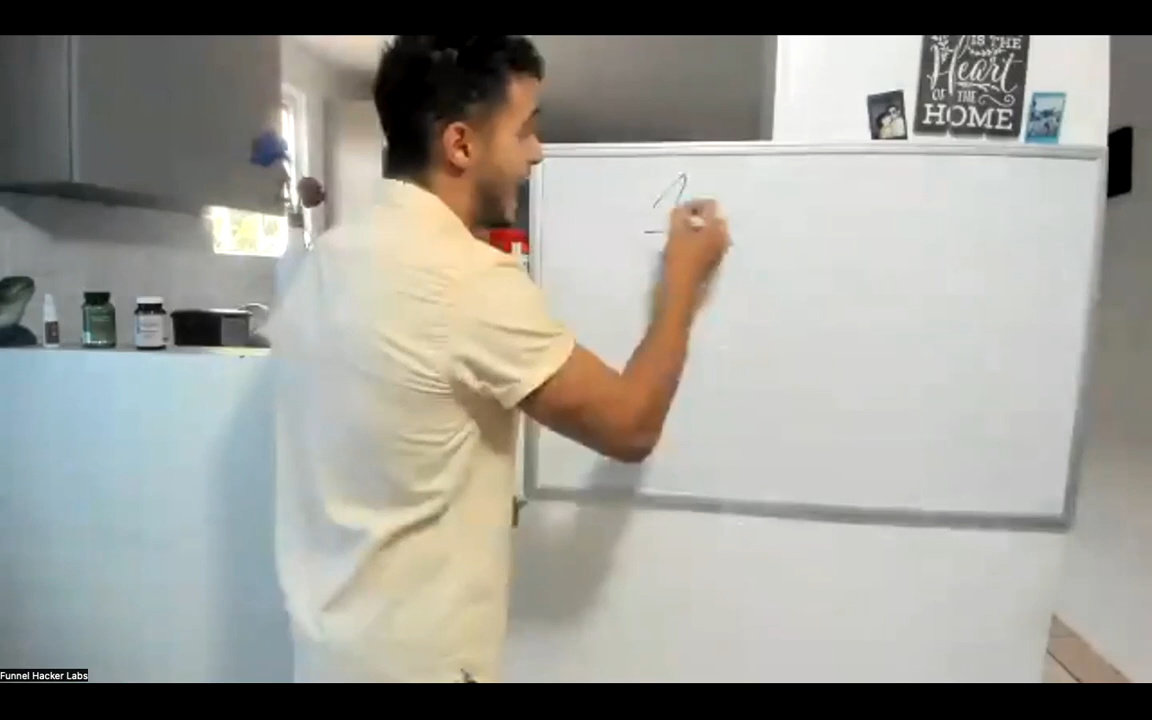 IS THE
Heart
OF THE
HOME
Funnel Hacker Labs